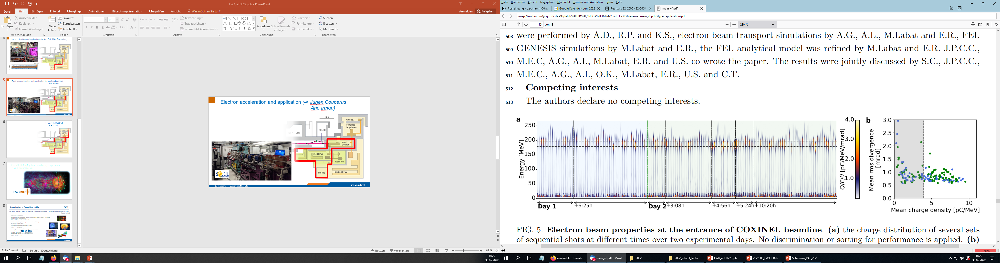 FWK_at ELI22.pptx - PowerPoint
Datei Start Einfügen Entwurf Übergänge Animationen Bildschirmpräsentation Überprüfen Ansicht Was möchten Sie tun? Anmelden Freigeben
Einfügen
Ausschneiden
Kopieren
Format übertragen
Zwischenablage
Neue Folie
Layout
Zurücksetzen
Abschnitt
Folien
18
F K U S abc AV Aa A
Schriftart
Textrichtung
Text ausrichten
In SmartArt konvertieren
Absatz
Anordnen
Schnellformat-
vorlagen
Fülleffekt
Formkontur
Formeffekte
Zeichnung
Suchen
Ersetzen
Markieren
Bearbeiten
4
Ion acceleration and application (-> Karl Zeil, Elke Beyreuther)
5
Electron acceleration and application (-> Jurjen Couperus
Arie Irman)
6
-> Jurjen Couperus
Arie Irman)
7
PIConGPU
8
Organization - Recruiting - YIGs FWK
ATHENA
HZDR
Electron acceleration and application (-> Jurjen Couperus
Arie Irman)
10 m
Athena /
Penelope
target area
nELBE
(TUD)
laser-
electron
DRACO PW
laser-ion
Bio-lab
Penelope PW
SOLEIL
SYNCHROTRON
U. Schramm u.schramm@hzdr.de HZDR
Folie 5 von 8 Deutsch (Deutschland) Notizen Kommentare 69 %
18:29
30.05.2022
Datei Bearbeiten Ansicht Navigation Nachricht Termine und Aufgaben Extras Hilfe
Posteingang - u.schramm@hzd Google Kalender - Juni 2022 February 22, 2006 - 22-0600 main_vf.pdf
imap://uschramm@cg.hzdr.de:993/fetch%3EUID%3E/INBOX%3E161442?part=1.2.2&filename=main_vf.pdf&type=application/pdf
15 von 18 280 %
508 were performed by A.D., R.P. and K.S., electron beam transport simulations by A.G., A.L., M.Labat and E.R., FEL
509 GENESIS simulations by M.Labat and E.R., the FEL analytical model was refined by M.Labat and E.R. J.P.C.C.,
510 M.E.C, A.G., A.I., M.Labat, E.R. and U.S. co-wrote the paper. The results were jointly discussed by S.C., J.P.C.C.,
511 M.E.C., A.G., A.I., O.K., M.Labat, E.R., U.S. and C.T.
512 Competing interests
513 The authors declare no competing interests.
a
Energy [MeV]
250
200
150
100
50
0
Day 1 +6:25h Day 2 +3:08h +4:56h +5:24h +10:20h
Q/E/θ [pC/MeV/mrad]
4.0
3.0
2.0
1.0
b
Mean rms divergence
[mrad]
3.0
2.5
2.0
1.5
1.0
0.5
0.0
0 5 10
Mean charge density [pC/MeV]
FIG. 5. Electron beam properties at the entrance of COXINEL beamline. (a) the charge distribution of several sets
of sequential shots at different times over two experimental days. No discrimination or sorting for performance is applied. (b)
91%
invaluable - Transla... main_vf.pdf - Mozil... 2022 2022_retreat_laube... FWK_at ELI22.pptx -... 2022-05_FWKT-Retr... Schramm_RAL_202...
18:29
30.05.2022